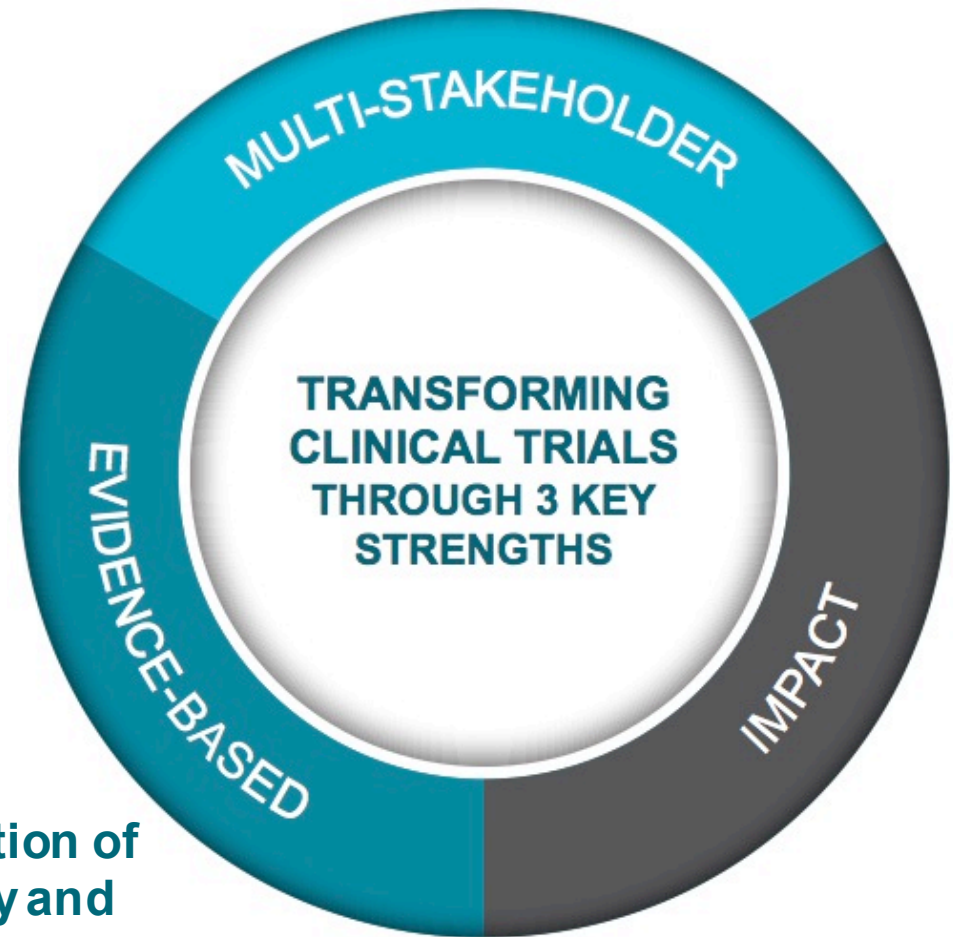 MULTI-STAKEHOLDER
TRANSFORMING
CLINICAL TRIALS
THROUGH 3 KEY
STRENGTHS
EVIDENCE-BASED
IMPACT
tion of
y and